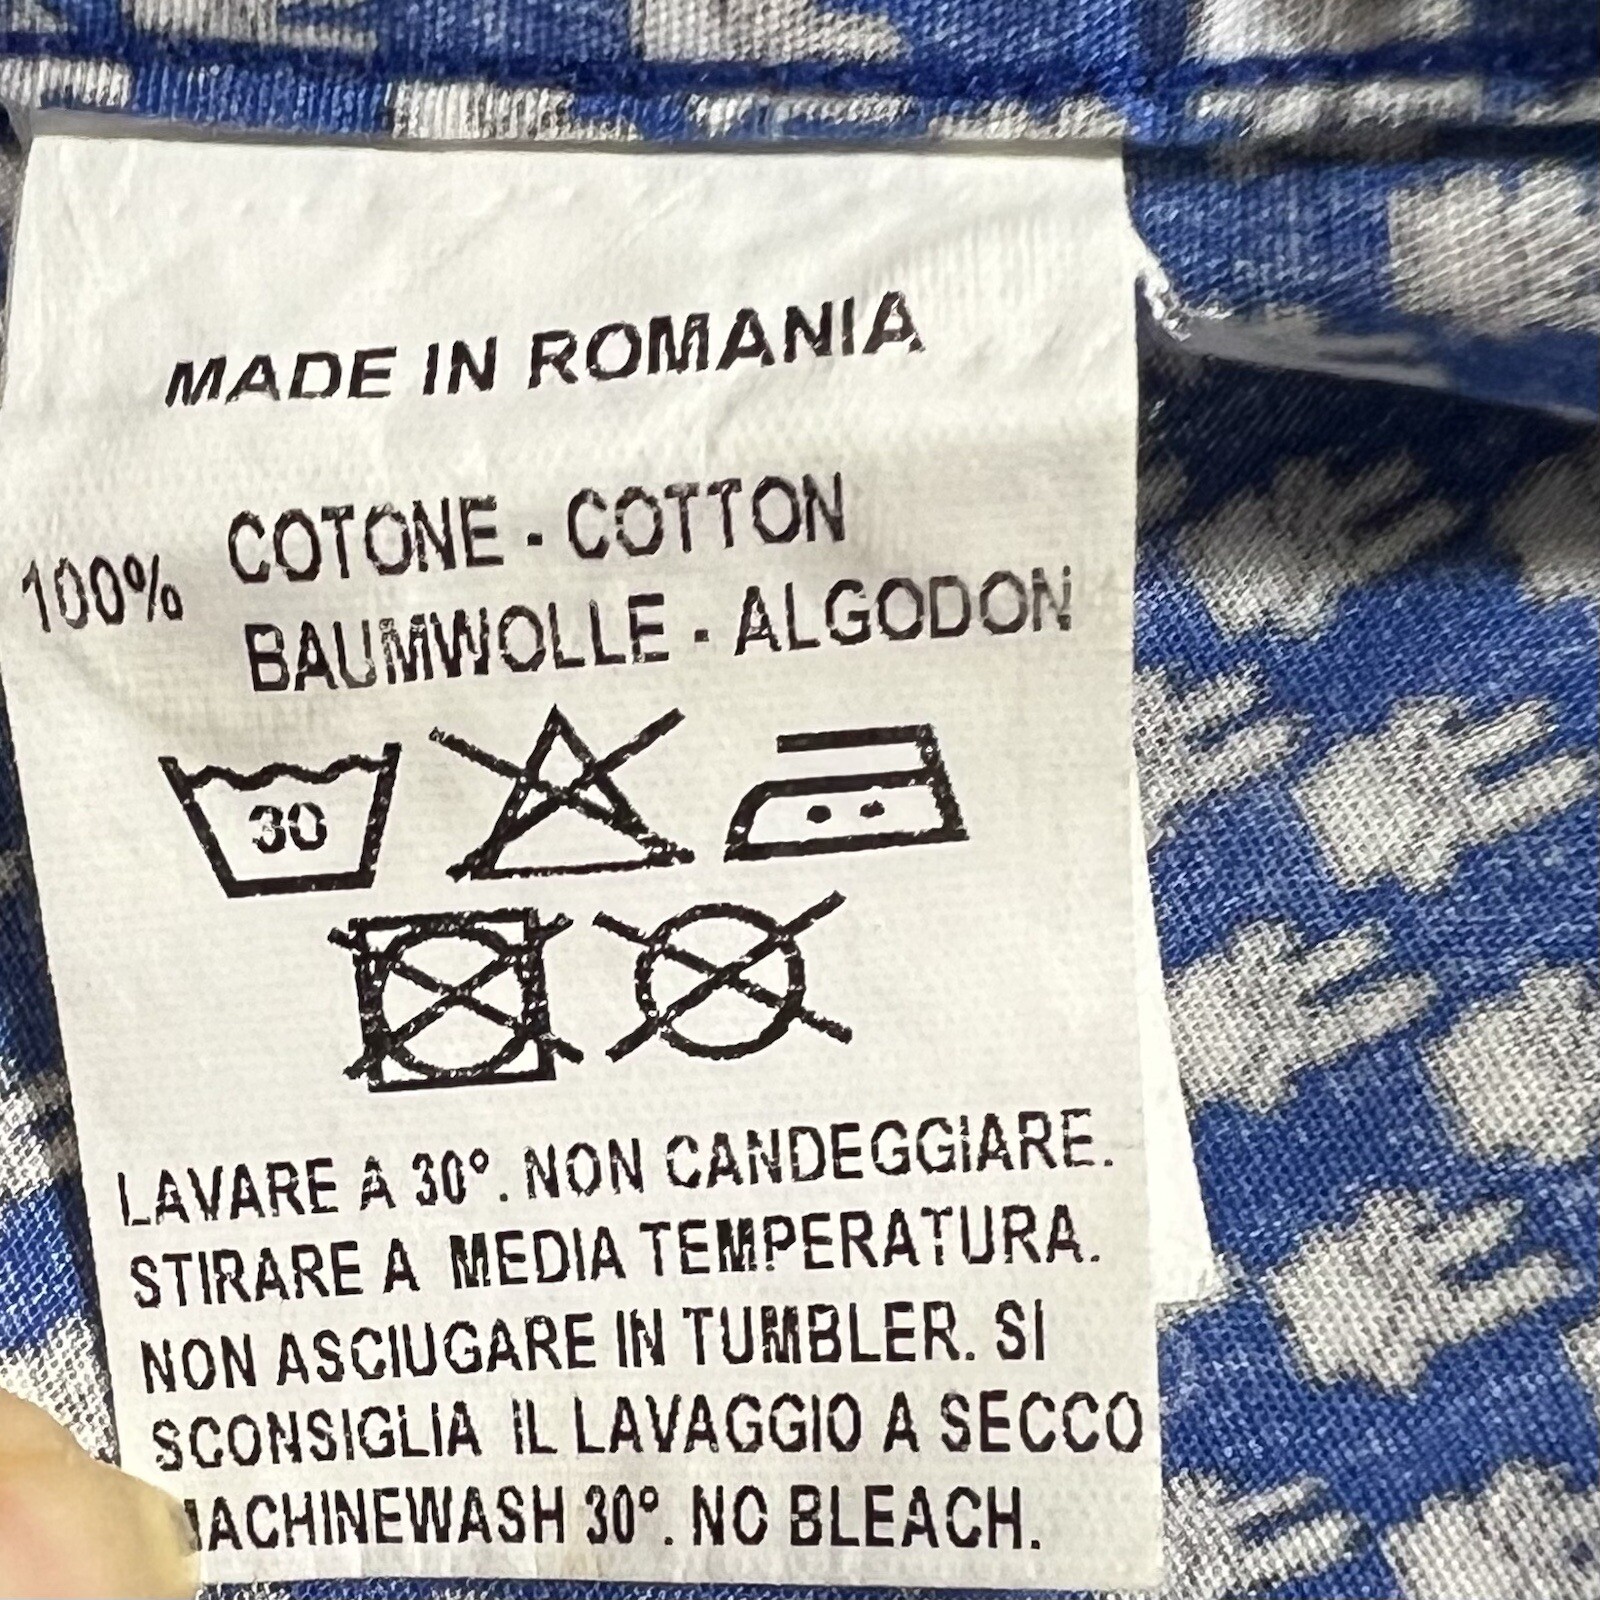 MADE IN ROMANIA
COTONE - COTTON
100%
BAUMWOLLE - ALGODON
30
LAVARE A 30°. NON CANDEGGIARE.
STIRARE A MEDIA TEMPERATURA.
NON ASCIUGARE IN TUMBLER. SI
SCONSIGLIA IL LAVAGGIO A SECCO
MACHINEWASH 30°. NO BLEACH.